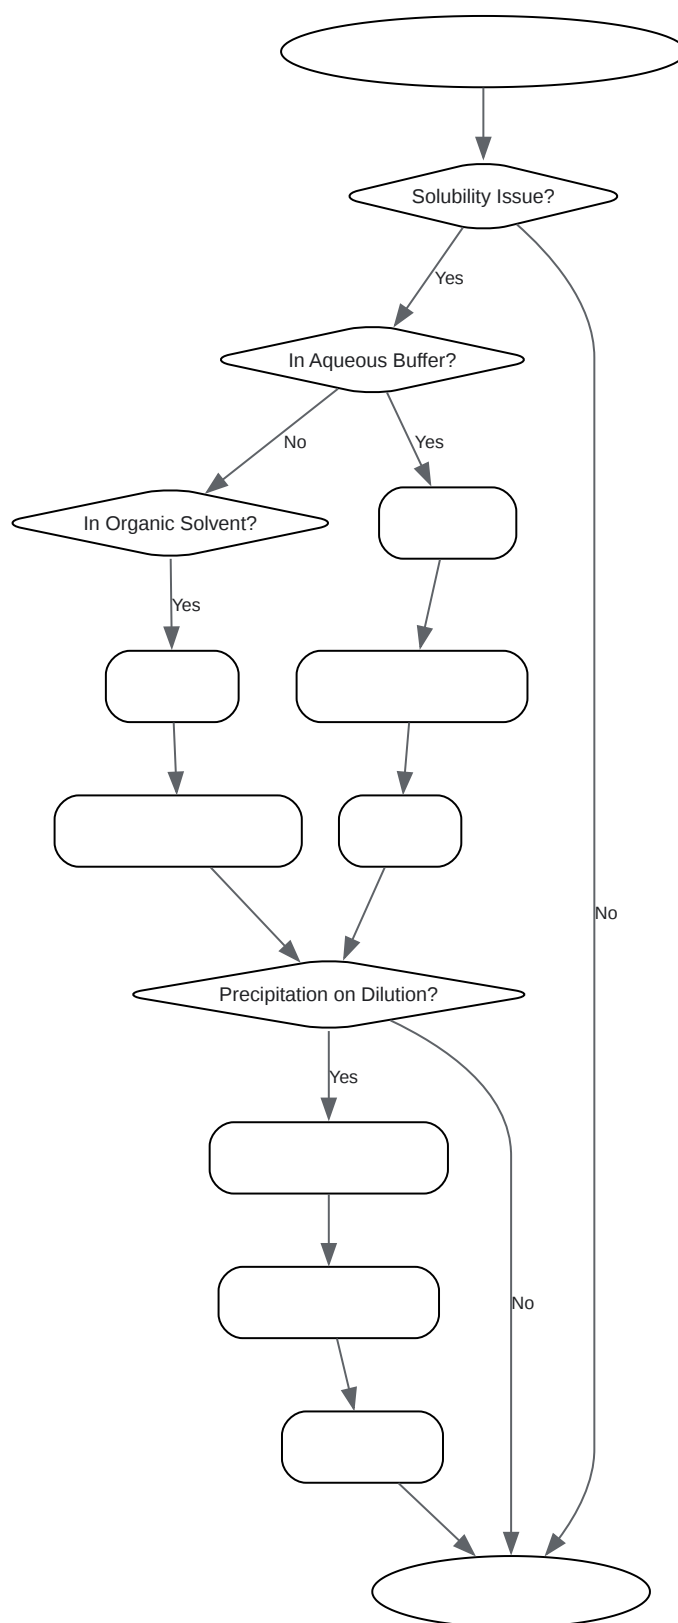 Solubility Issue?
Yes
In Aqueous Buffer?
No
Yes
In Organic Solvent?
Yes
No
Precipitation on Dilution?
Yes
No